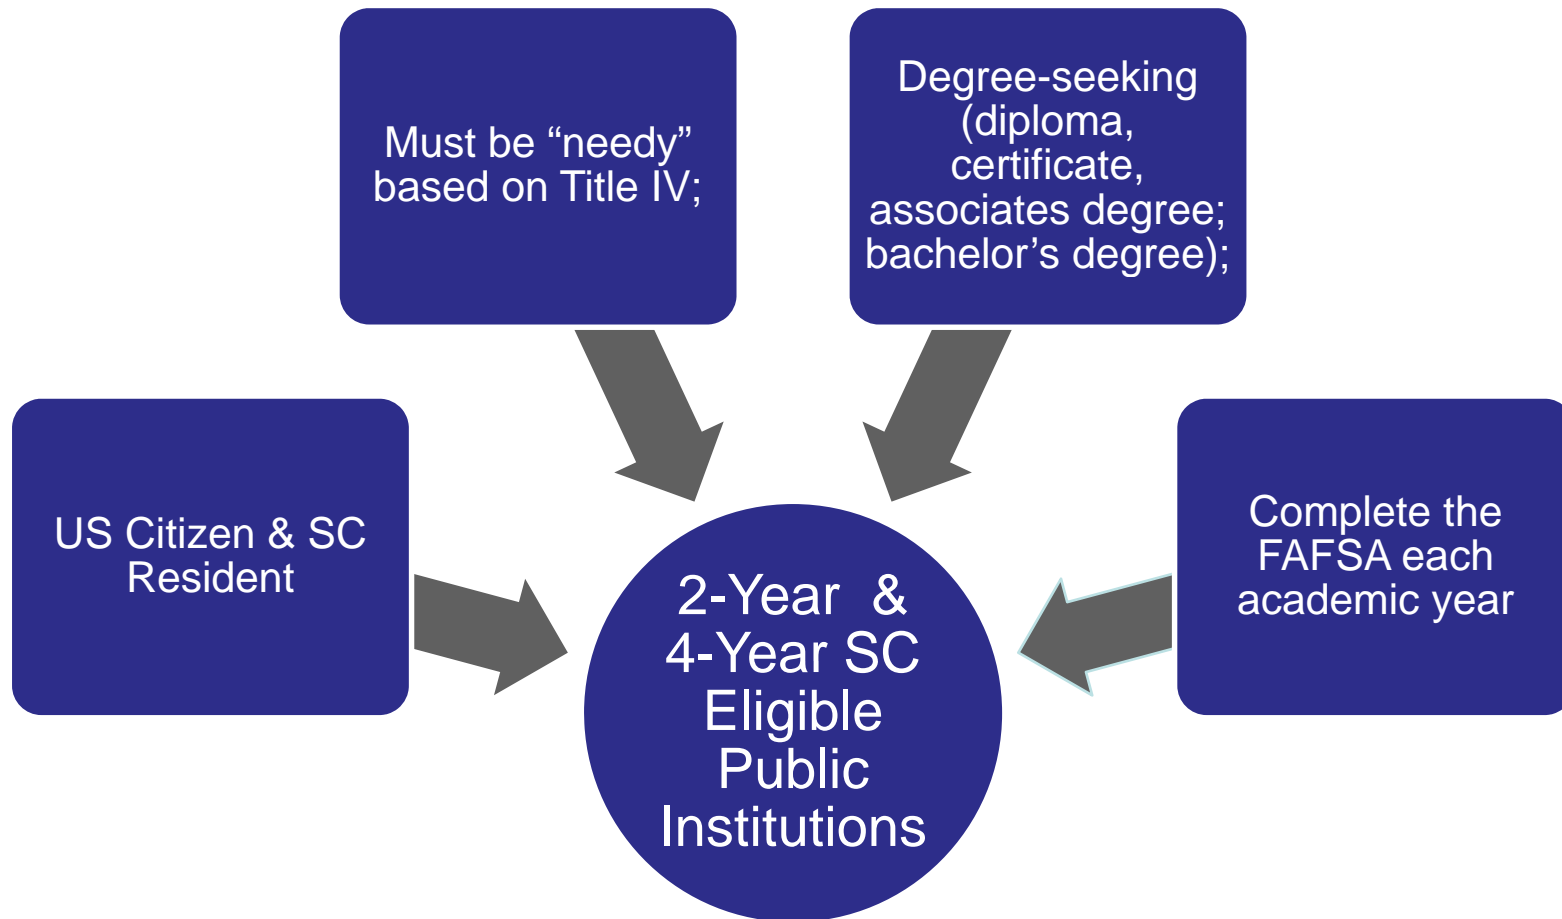 Must be “needy”
based on Title IV;
Degree-seeking
(diploma,
certificate,
associates degree;
bachelor’s degree);
US Citizen & SC
Resident
Complete the
FAFSA each
academic year
2-Year &
4-Year SC
Eligible
Public
Institutions